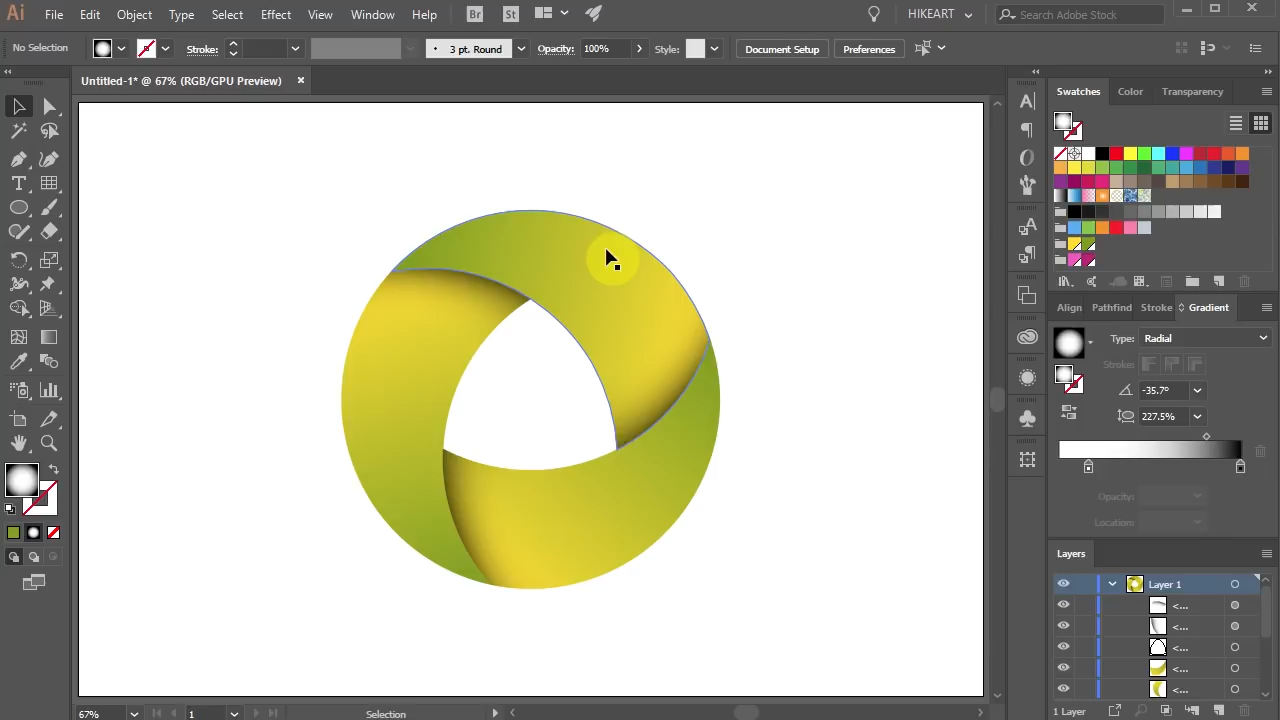 Ai File Edit Object Type Select Effect View Window Help Br St HIKEART Search Adobe Stock
No Selection Stroke: 3 pt. Round Opacity: 100% Style: Document Setup Preferences
Untitled-1* @ 67% (RGB/GPU Preview)
Swatches Color Transparency
Align Pathfind Stroke Gradient
Type: Radial
Stroke:
-35.7°
227.5%
Opacity:
Location:
Layers
Layer 1
<...
<...
<...
<...
<...
67% 1 Selection 1 Layer